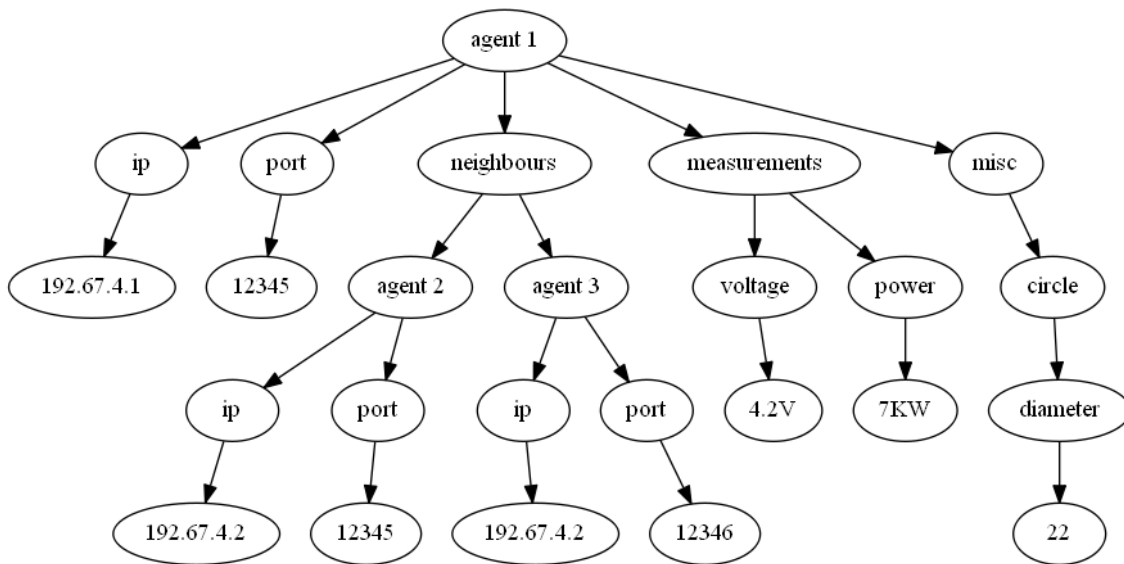 agent 1
ip
port
neighbours
measurements
misc
192.67.4.1
12345
agent 2
agent 3
voltage
power
circle
ip
port
ip
port
4.2V
7KW
diameter
192.67.4.2
12345
192.67.4.2
12346
22